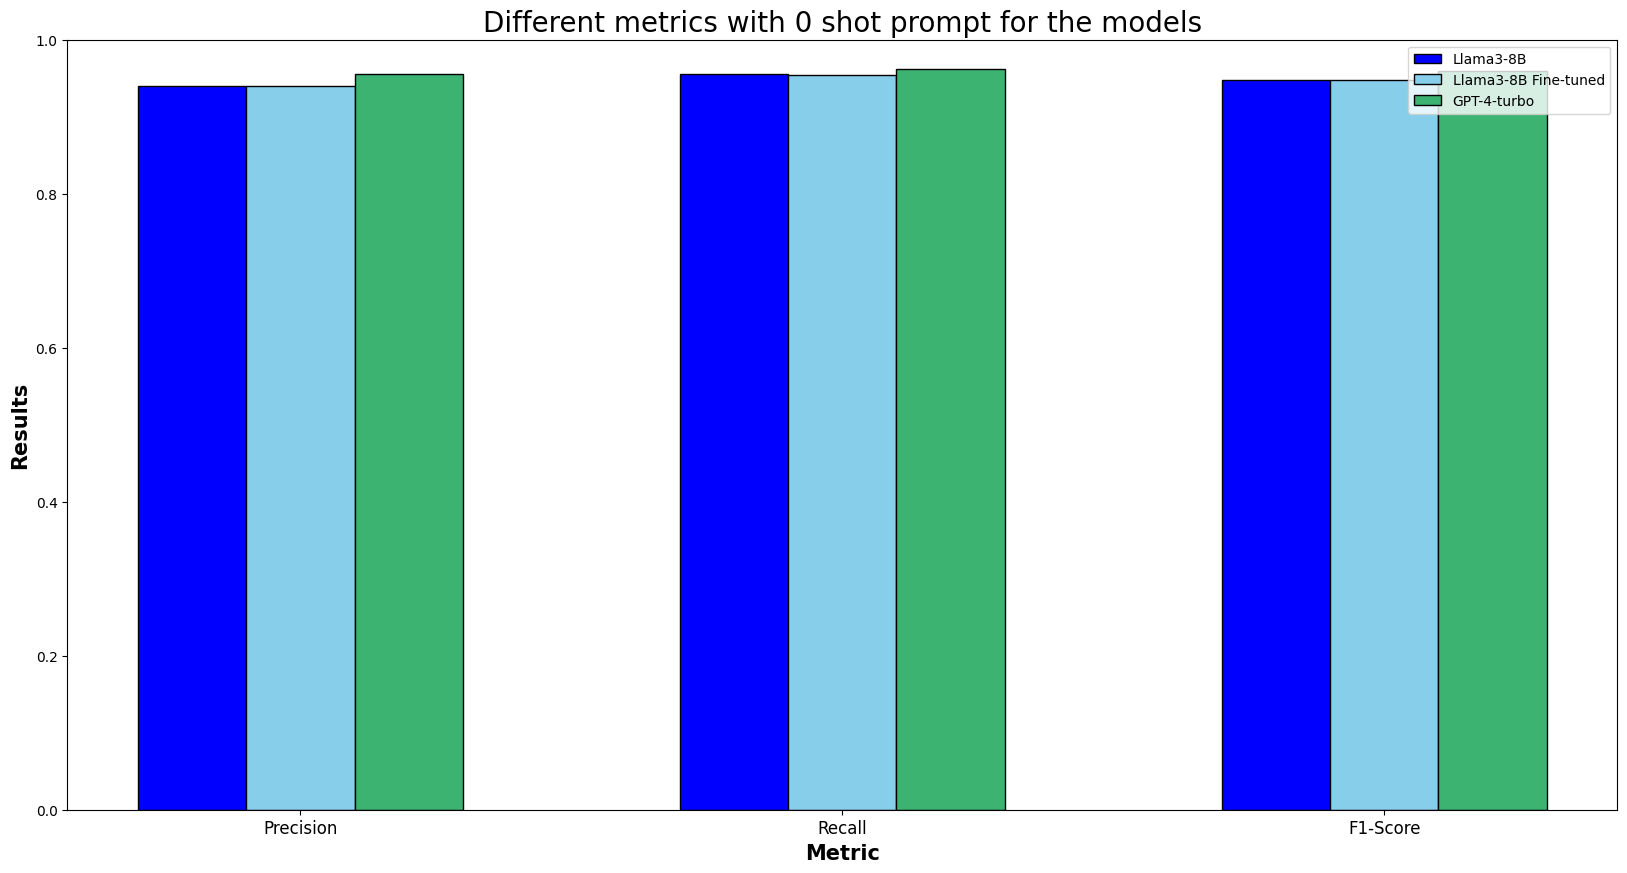 Different metrics with 0 shot prompt for the models
Llama3-8B
Llama3-8B Fine-tuned
GPT-4-turbo
1.0
0.8
0.6
0.4
0.2
0.0
Results
Precision
Recall
F1-Score
Metric